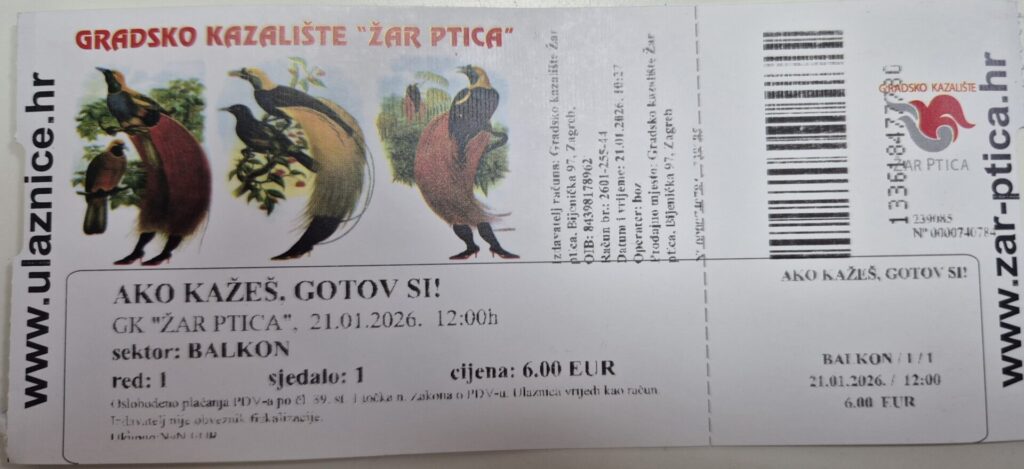 www.ulaznice.hr
GRADSKO KAZALIŠTE "ŽAR PTICA"
Izdavatelj računa: Gradsko kazalište Žar
ptica, Bijenička 97, Zagreb,
OIB: 84398178962
Račun br.: 2601-255-44
Datum i vrijeme: 21.01.2026. 10:27
Operater: boz
Prodajno mjesto: Gradsko kazalište Žar
ptica, Bijenička 97, Zagreb
AKO KAŽEŠ, GOTOV SI!
GK "ŽAR PTICA", 21.01.2026. 12:00h
sektor: BALKON
red: 1 sjedalo: 1 cijena: 6.00 EUR
Oslobođeno plaćanja PDV-a po čl. 39. st. 1 točka n. Zakona o PDV-u. Ulaznica vrijedi kao račun.
Izdavatelj nije obveznik fiskalizacije.
Ukupno
GRADSKO KAZALIŠTE
ŽAR PTICA
239085
AKO KAŽEŠ, GOTOV SI!
BALKON / 1 / 1
21.01.2026. / 12:00
6.00 EUR
www.zar-ptica.hr